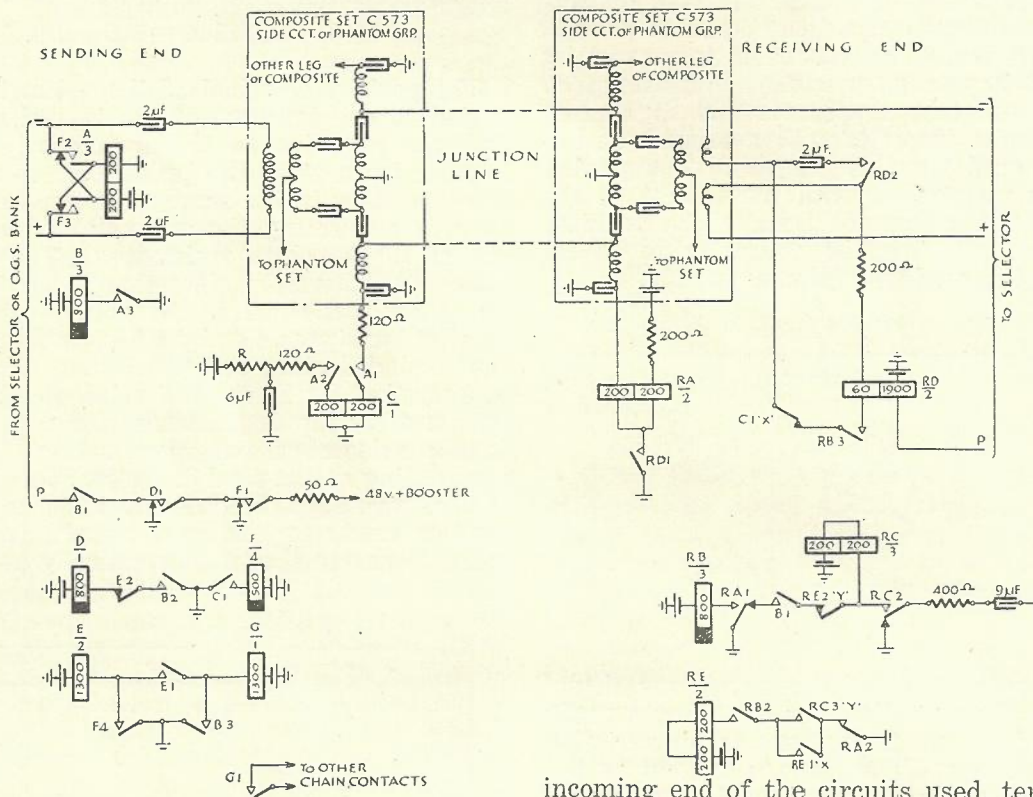 SENDING END
COMPOSITE SET C 573
SIDE CCT. OF PHANTOM GRP.
OTHER LEG
OF COMPOSITE
COMPOSITE SET C 573
SIDE CCT. OF PHANTOM GRP.
OTHER LEG
OF COMPOSITE
RECEIVING END
FROM SELECTOR OR O.G.S. BANK
−
2μF
F2
A
3
200
200
F3
+
2μF
B
3
800
A3
TO PHANTOM
SET
JUNCTION
LINE
120Ω
R
120Ω
A2
A1
6μF
200
200
C
1
P
B1
D1
F1
50Ω
48V.+BOOSTER
D
1
800
E2
B2
C1
F
4
500
E
2
1300
E1
G
1
1300
F4
B3
G1
TO OTHER
CHAIN CONTACTS
TO PHANTOM
SET
200Ω
200
200
RA
2
RD1
−
2μF.
RD2
+
200Ω
60
1900
RD
2
C1'X'
RB3
P
TO SELECTOR
200
200
RC
3
RB
3
800
RA1
B1
RE2'Y'
RC2
400Ω
9μF
RE
2
200
200
RB2
RC3'Y'
RE1'X
RA2
incoming end of the circuits used, te